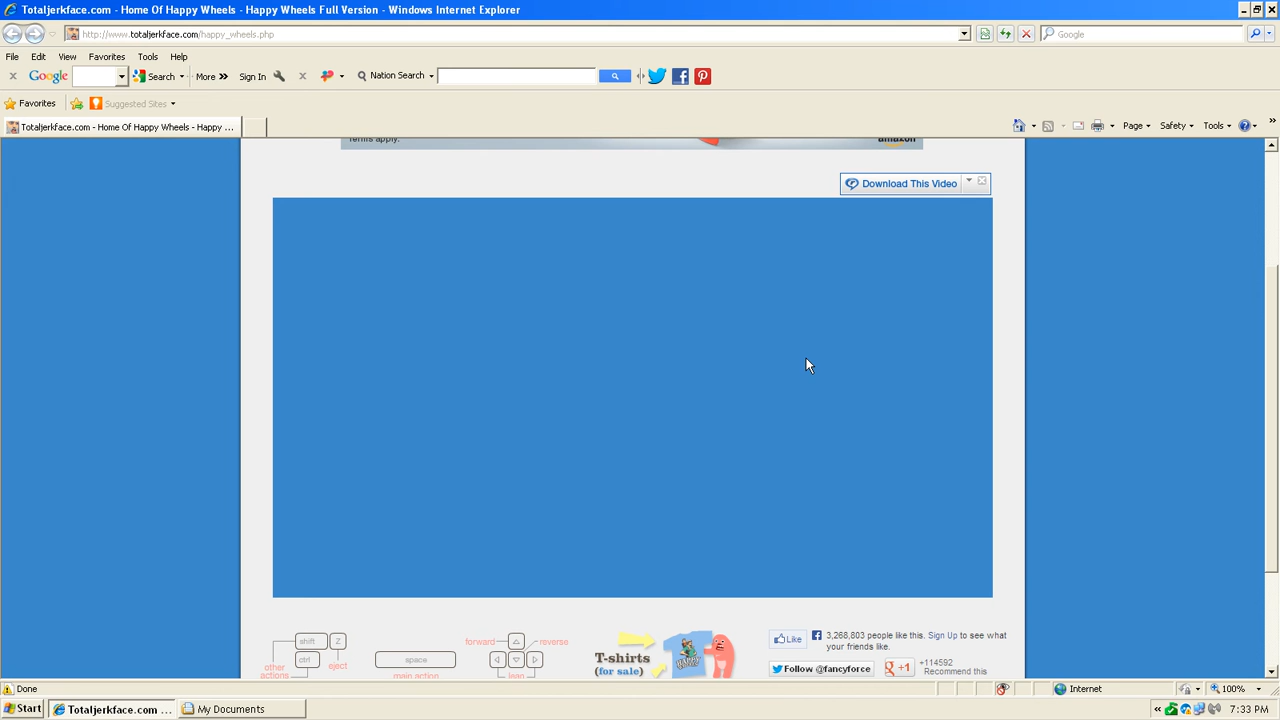 Totaljerkface.com - Home Of Happy Wheels - Happy Wheels Full Version - Windows Internet Explorer
http://www.totaljerkface.com/happy_wheels.php
Google
File Edit View Favorites Tools Help
Google Search More Sign In Nation Search
Favorites Suggested Sites
Totaljerkface.com - Home Of Happy Wheels - Happy ...
Page Safety Tools
Terms apply. amazon
Download This Video
shift Z
ctrl
eject
other
actions
space
main action
forward reverse
lean
T-shirts
(for sale)
HAPPY
Like 3,268,803 people like this. Sign Up to see what
your friends like.
Follow @fancyforce
g +1 +114592
Recommend this
Done Internet 100%
Start Totaljerkface.com ... My Documents 7:33 PM